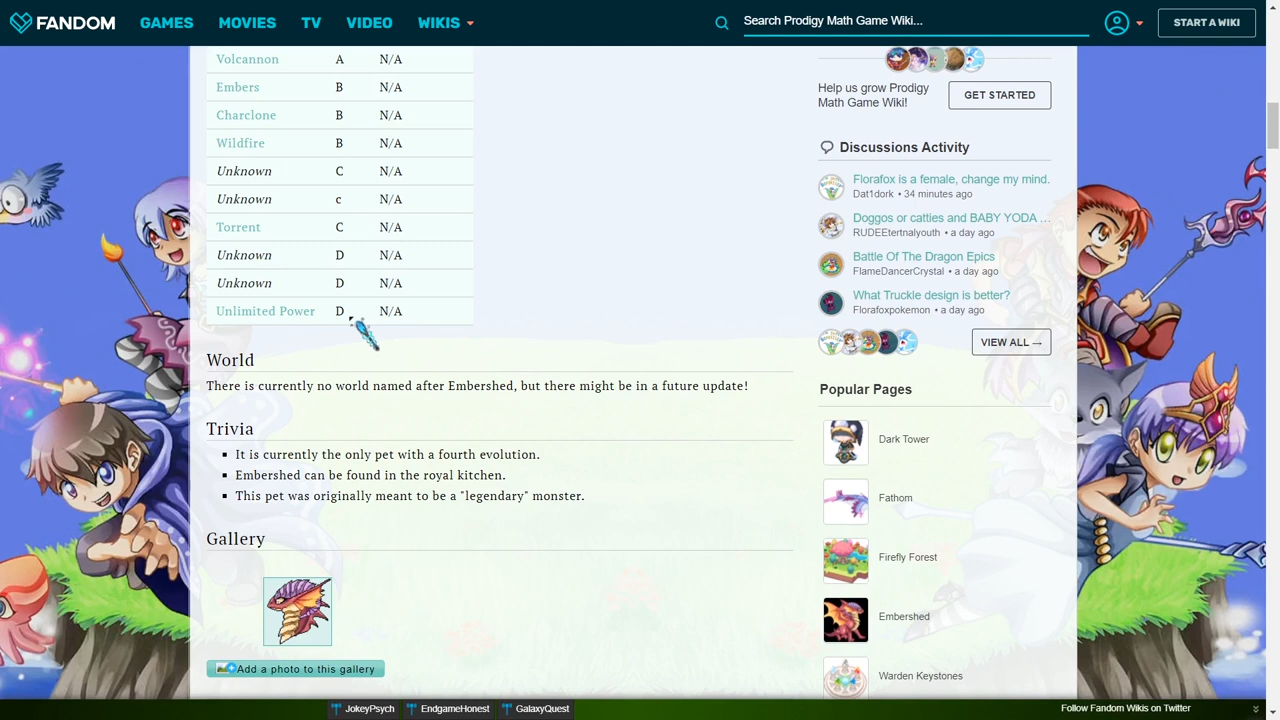 FANDOM GAMES MOVIES TV VIDEO WIKIS Search Prodigy Math Game Wiki... START A WIKI
Volcannon A N/A
Embers B N/A
Charclone B N/A
Wildfire B N/A
Unknown C N/A
Unknown c N/A
Torrent C N/A
Unknown D N/A
Unknown D N/A
Unlimited Power D N/A
World
There is currently no world named after Embershed, but there might be in a future update!
Trivia
It is currently the only pet with a fourth evolution.
Embershed can be found in the royal kitchen.
This pet was originally meant to be a "legendary" monster.
Gallery
Add a photo to this gallery
Help us grow Prodigy
Math Game Wiki!
GET STARTED
Discussions Activity
Florafox is a female, change my mind.
Dat1dork • 34 minutes ago
Doggos or catties and BABY YODA ...
RUDEEtertnalyouth • a day ago
Battle Of The Dragon Epics
FlameDancerCrystal • a day ago
What Truckle design is better?
Florafoxpokemon • a day ago
VIEW ALL →
Popular Pages
Dark Tower
Fathom
Firefly Forest
Embershed
Warden Keystones
JokeyPsych EndgameHonest GalaxyQuest Follow Fandom Wikis on Twitter